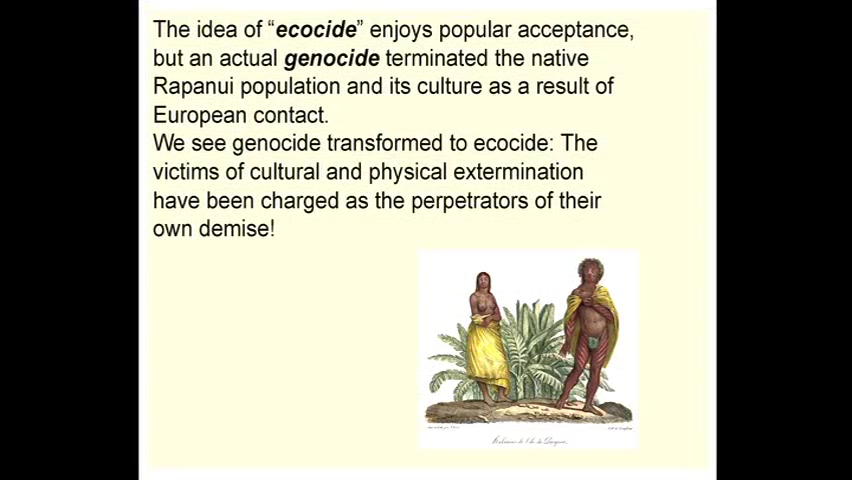 The idea of “ecocide” enjoys popular acceptance,
but an actual genocide terminated the native
Rapanui population and its culture as a result of
European contact.
We see genocide transformed to ecocide: The
victims of cultural and physical extermination
have been charged as the perpetrators of their
own demise!